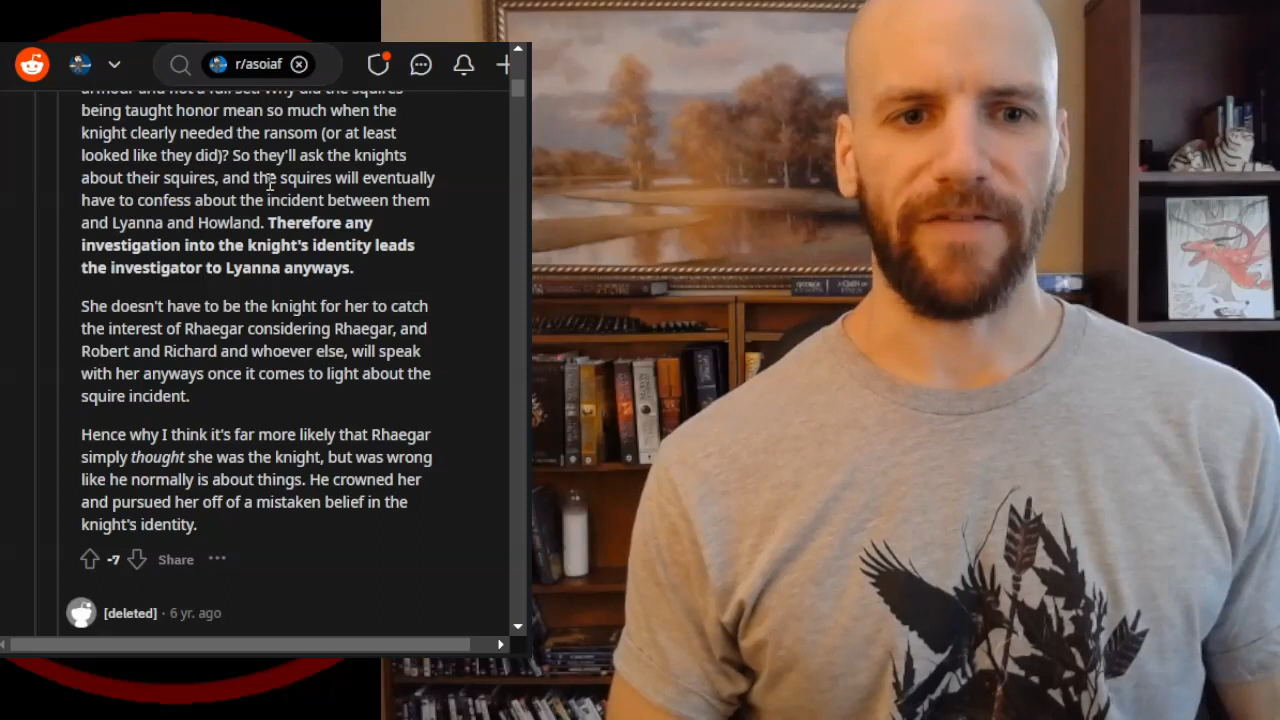 r/asoiaf
being taught honor mean so much when the
knight clearly needed the ransom (or at least
looked like they did)? So they'll ask the knights
about their squires, and the squires will eventually
have to confess about the incident between them
and Lyanna and Howland. Therefore any
investigation into the knight's identity leads
the investigator to Lyanna anyways.
She doesn't have to be the knight for her to catch
the interest of Rhaegar considering Rhaegar, and
Robert and Richard and whoever else, will speak
with her anyways once it comes to light about the
squire incident.
Hence why I think it's far more likely that Rhaegar
simply thought she was the knight, but was wrong
like he normally is about things. He crowned her
and pursued her off of a mistaken belief in the
knight's identity.
-7 Share
[deleted] · 6 yr. ago